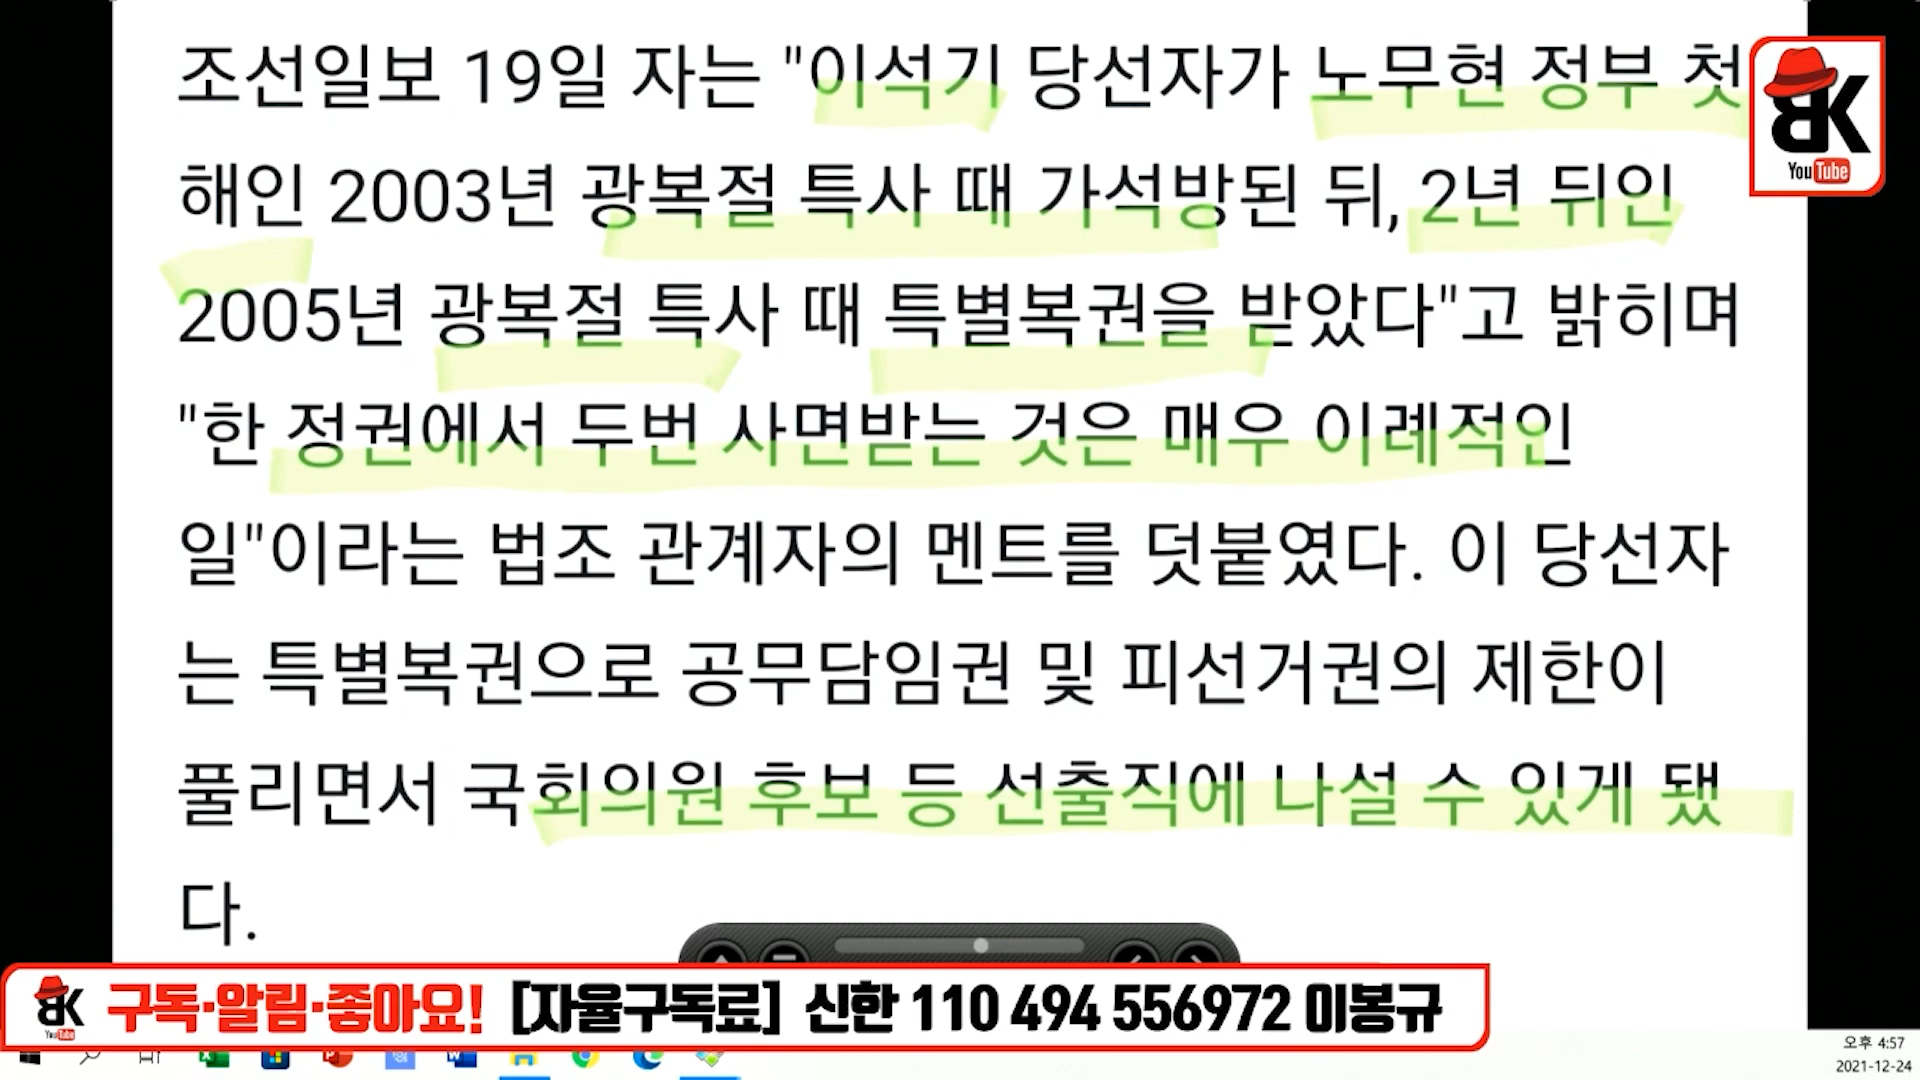 조선일보 19일 자는 "이석기 당선자가 노무현 정부 첫
해인 2003년 광복절 특사 때 가석방된 뒤, 2년 뒤인
2005년 광복절 특사 때 특별복권을 받았다"고 밝히며
"한 정권에서 두번 사면받는 것은 매우 이례적인
일"이라는 법조 관계자의 멘트를 덧붙였다. 이 당선자
는 특별복권으로 공무담임권 및 피선거권의 제한이
풀리면서 국회의원 후보 등 선출직에 나설 수 있게 됐
다.
BK
YouTube
BK 구독·알림·좋아요! [자율구독료] 신한 110 494 556972 이봉규
YouTube
오후 4:57
2021-12-24